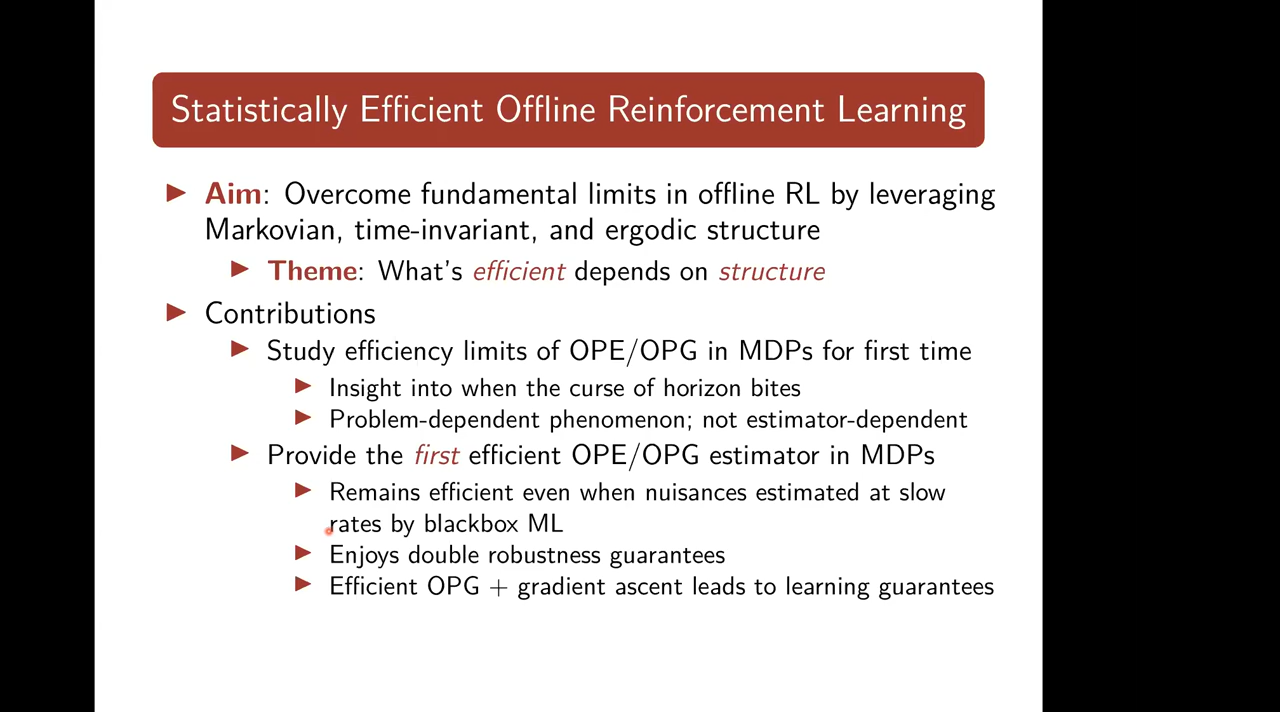 Statistically Efficient Offline Reinforcement Learning
Aim: Overcome fundamental limits in offline RL by leveraging
Markovian, time-invariant, and ergodic structure
Theme: What's efficient depends on structure
Contributions
Study efficiency limits of OPE/OPG in MDPs for first time
Insight into when the curse of horizon bites
Problem-dependent phenomenon; not estimator-dependent
Provide the first efficient OPE/OPG estimator in MDPs
Remains efficient even when nuisances estimated at slow
rates by blackbox ML
Enjoys double robustness guarantees
Efficient OPG + gradient ascent leads to learning guarantees